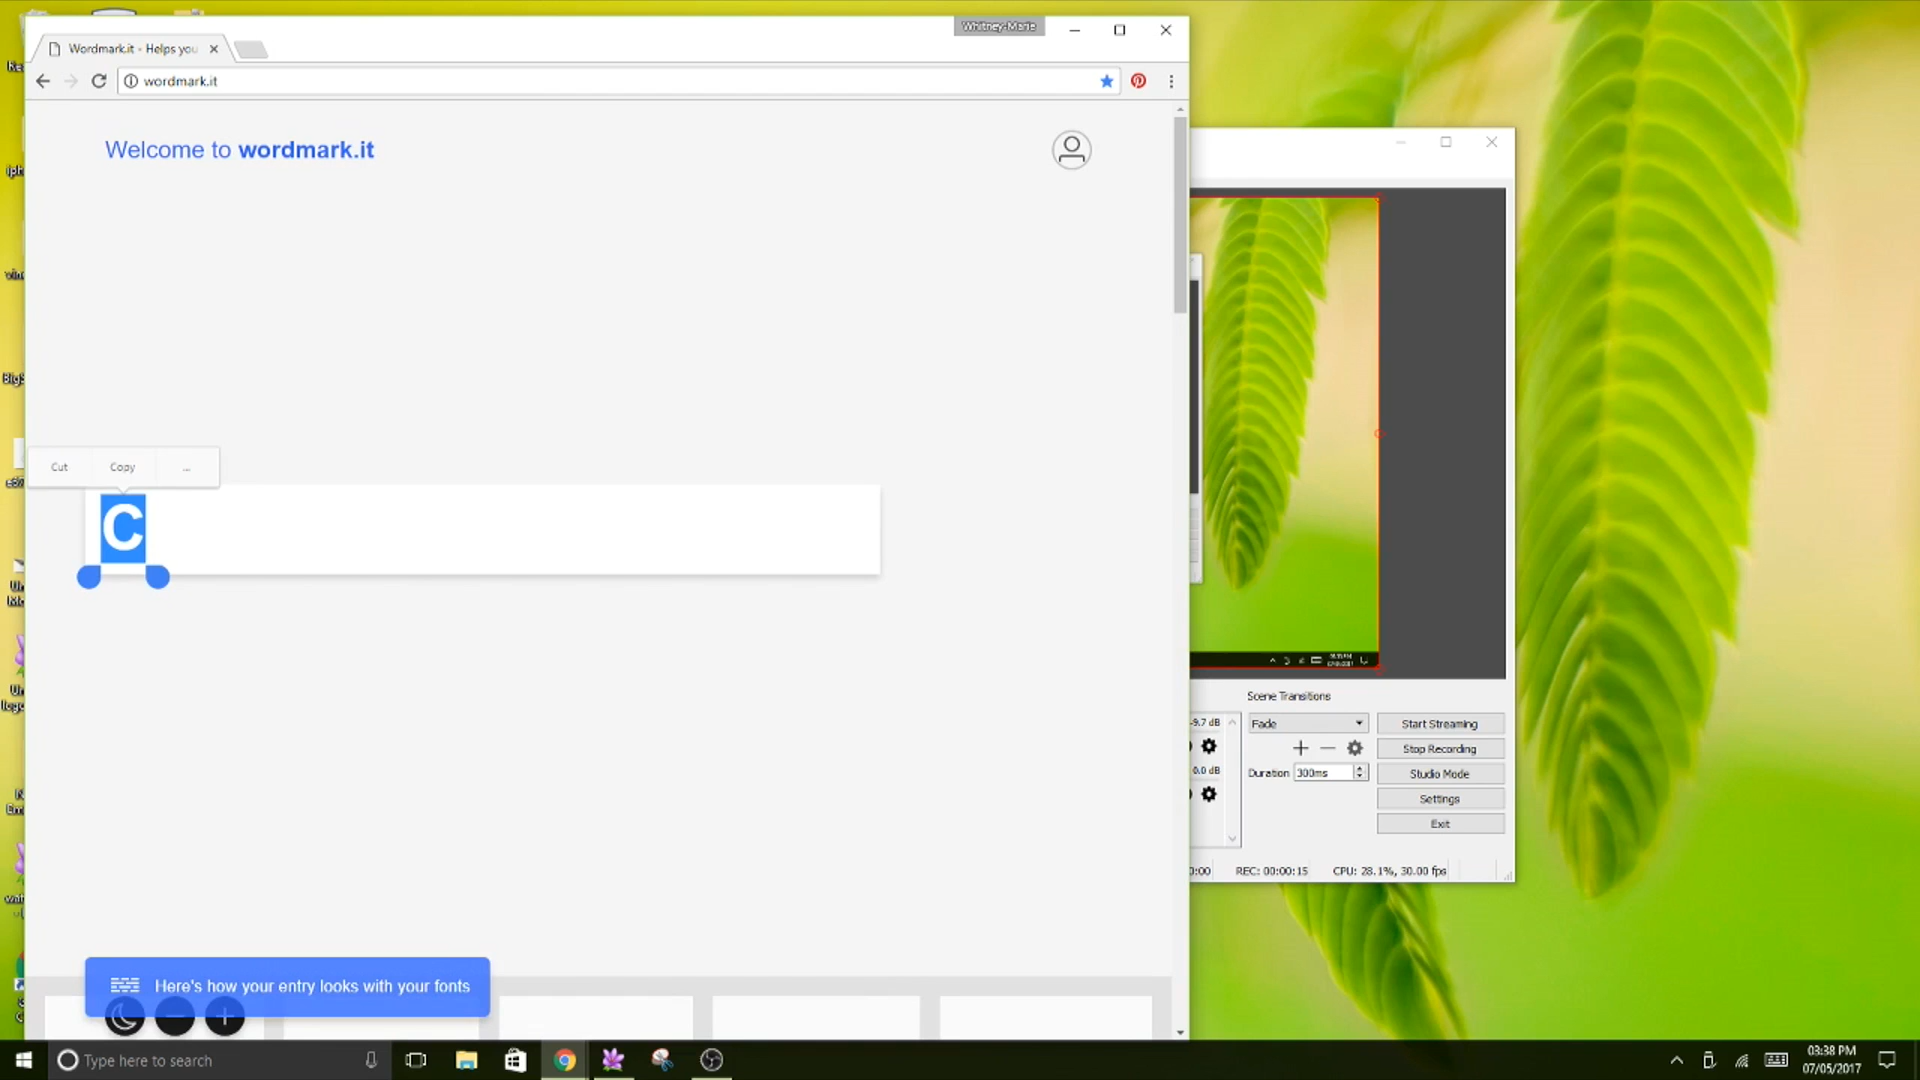 Whitney-Marie
Wordmark.it - Helps you
wordmark.it
Welcome to wordmark.it
Cut
Copy
...
C
Here's how your entry looks with your fonts
-9.7 dB
0.0 dB
Scene Transitions
Fade
Duration 300ms
Start Streaming
Stop Recording
Studio Mode
Settings
Exit
REC: 00:00:15
CPU: 28.1%, 30.00 fps
Type here to search
03:38 PM
07/05/2017